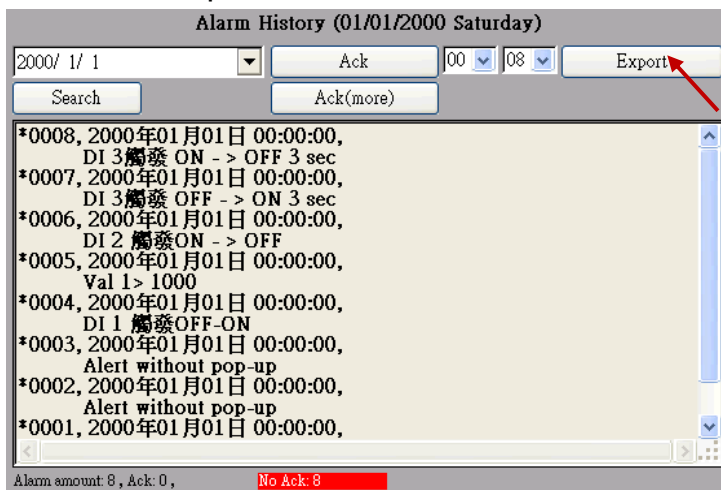 Alarm History (01/01/2000 Saturday)
2000/ 1/ 1 Ack 00 08 Export
Search Ack(more)
*0008, 2000年01月01日 00:00:00,
DI 3觸發 ON - > OFF 3 sec
*0007, 2000年01月01日 00:00:00,
DI 3觸發 OFF - > ON 3 sec
*0006, 2000年01月01日 00:00:00,
DI 2 觸發ON - > OFF
*0005, 2000年01月01日 00:00:00,
Val 1> 1000
*0004, 2000年01月01日 00:00:00,
DI 1 觸發OFF-ON
*0003, 2000年01月01日 00:00:00,
Alert without pop-up
*0002, 2000年01月01日 00:00:00,
Alert without pop-up
*0001, 2000年01月01日 00:00:00,
Alarm amount: 8 , Ack: 0 , No Ack: 8